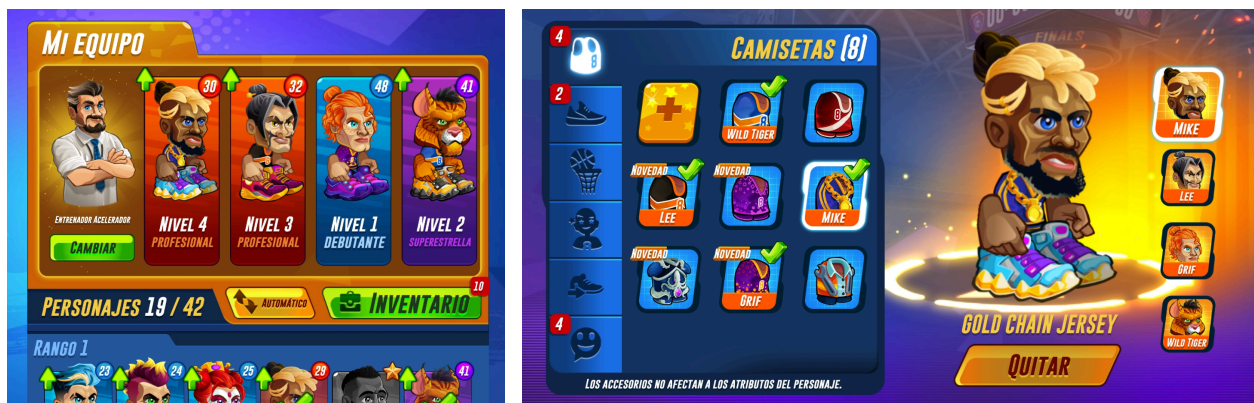 MI EQUIPO
30
32
48
41
ENTRENADOR ACELERADOR
CAMBIAR
NIVEL 4
PROFESIONAL
NIVEL 3
PROFESIONAL
NIVEL 1
DEBUTANTE
NIVEL 2
SUPERESTRELLA
PERSONAJES 19 / 42
AUTOMÁTICO
INVENTARIO
10
RANGO 1
23
24
25
29
41
4
2
4
CAMISETAS (8)
WILD TIGER
NOVEDAD
LEE
NOVEDAD
MIKE
NOVEDAD
NOVEDAD
GRIF
LOS ACCESORIOS NO AFECTAN A LOS ATRIBUTOS DEL PERSONAJE.
FINALS
GOLD CHAIN JERSEY
QUITAR
MIKE
LEE
GRIF
WILD TIGER